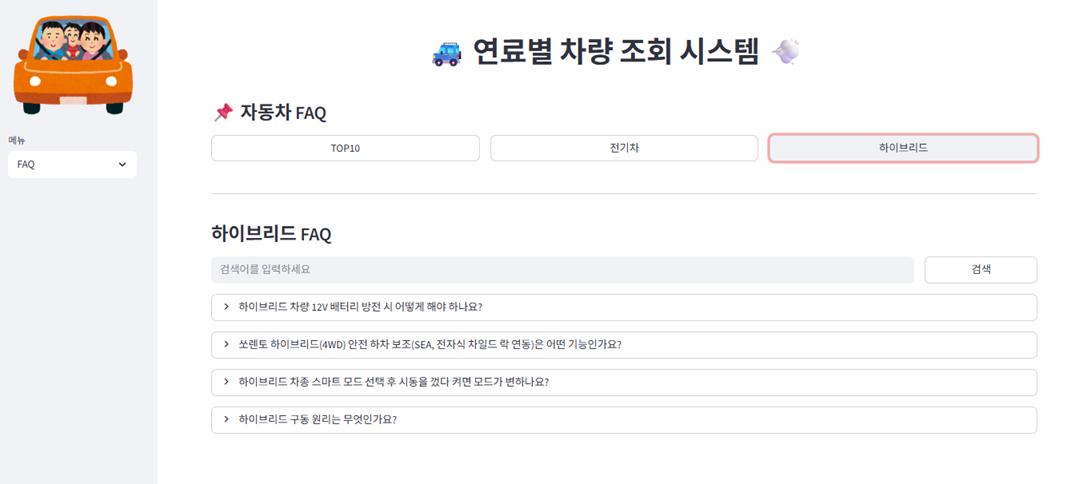 연료별 차량 조회 시스템
메뉴
FAQ
자동차 FAQ
TOP10
전기차
하이브리드
하이브리드 FAQ
검색어를 입력하세요
검색
하이브리드 차량 12V 배터리 방전 시 어떻게 해야 하나요?
쏘렌토 하이브리드(4WD) 안전 하차 보조(SEA, 전자식 차일드 락 연동)은 어떤 기능인가요?
하이브리드 차종 스마트 모드 선택 후 시동을 껐다 켜면 모드가 변하나요?
하이브리드 구동 원리는 무엇인가요?